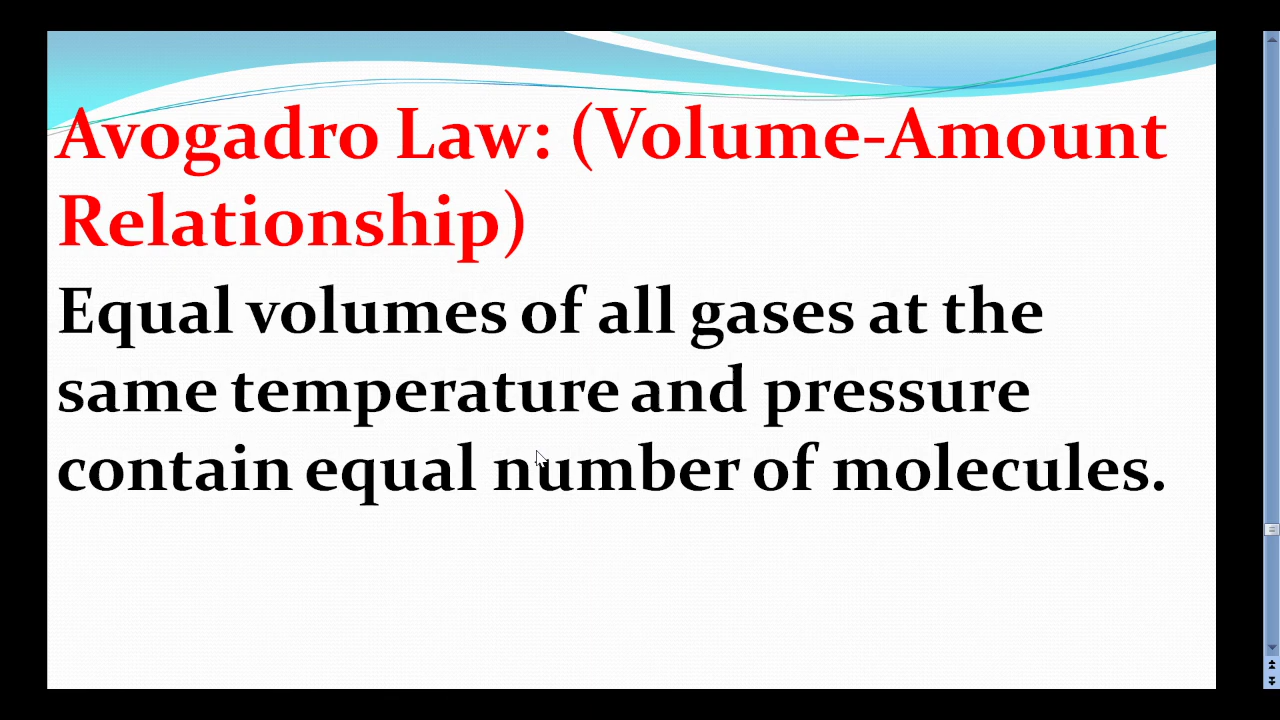 Avogadro Law: (Volume-Amount
Relationship)
Equal volumes of all gases at the
same temperature and pressure
contain equal number of molecules.